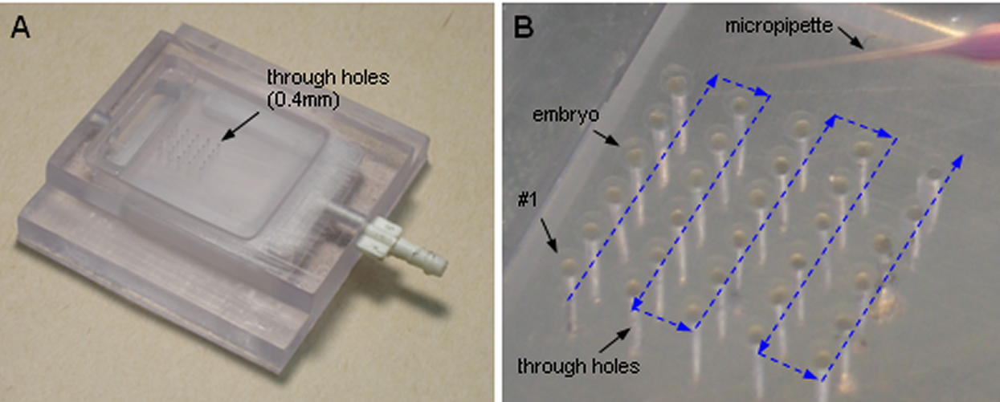 A
through holes
(0.4mm)
B
micropipette
embryo
#1
through holes